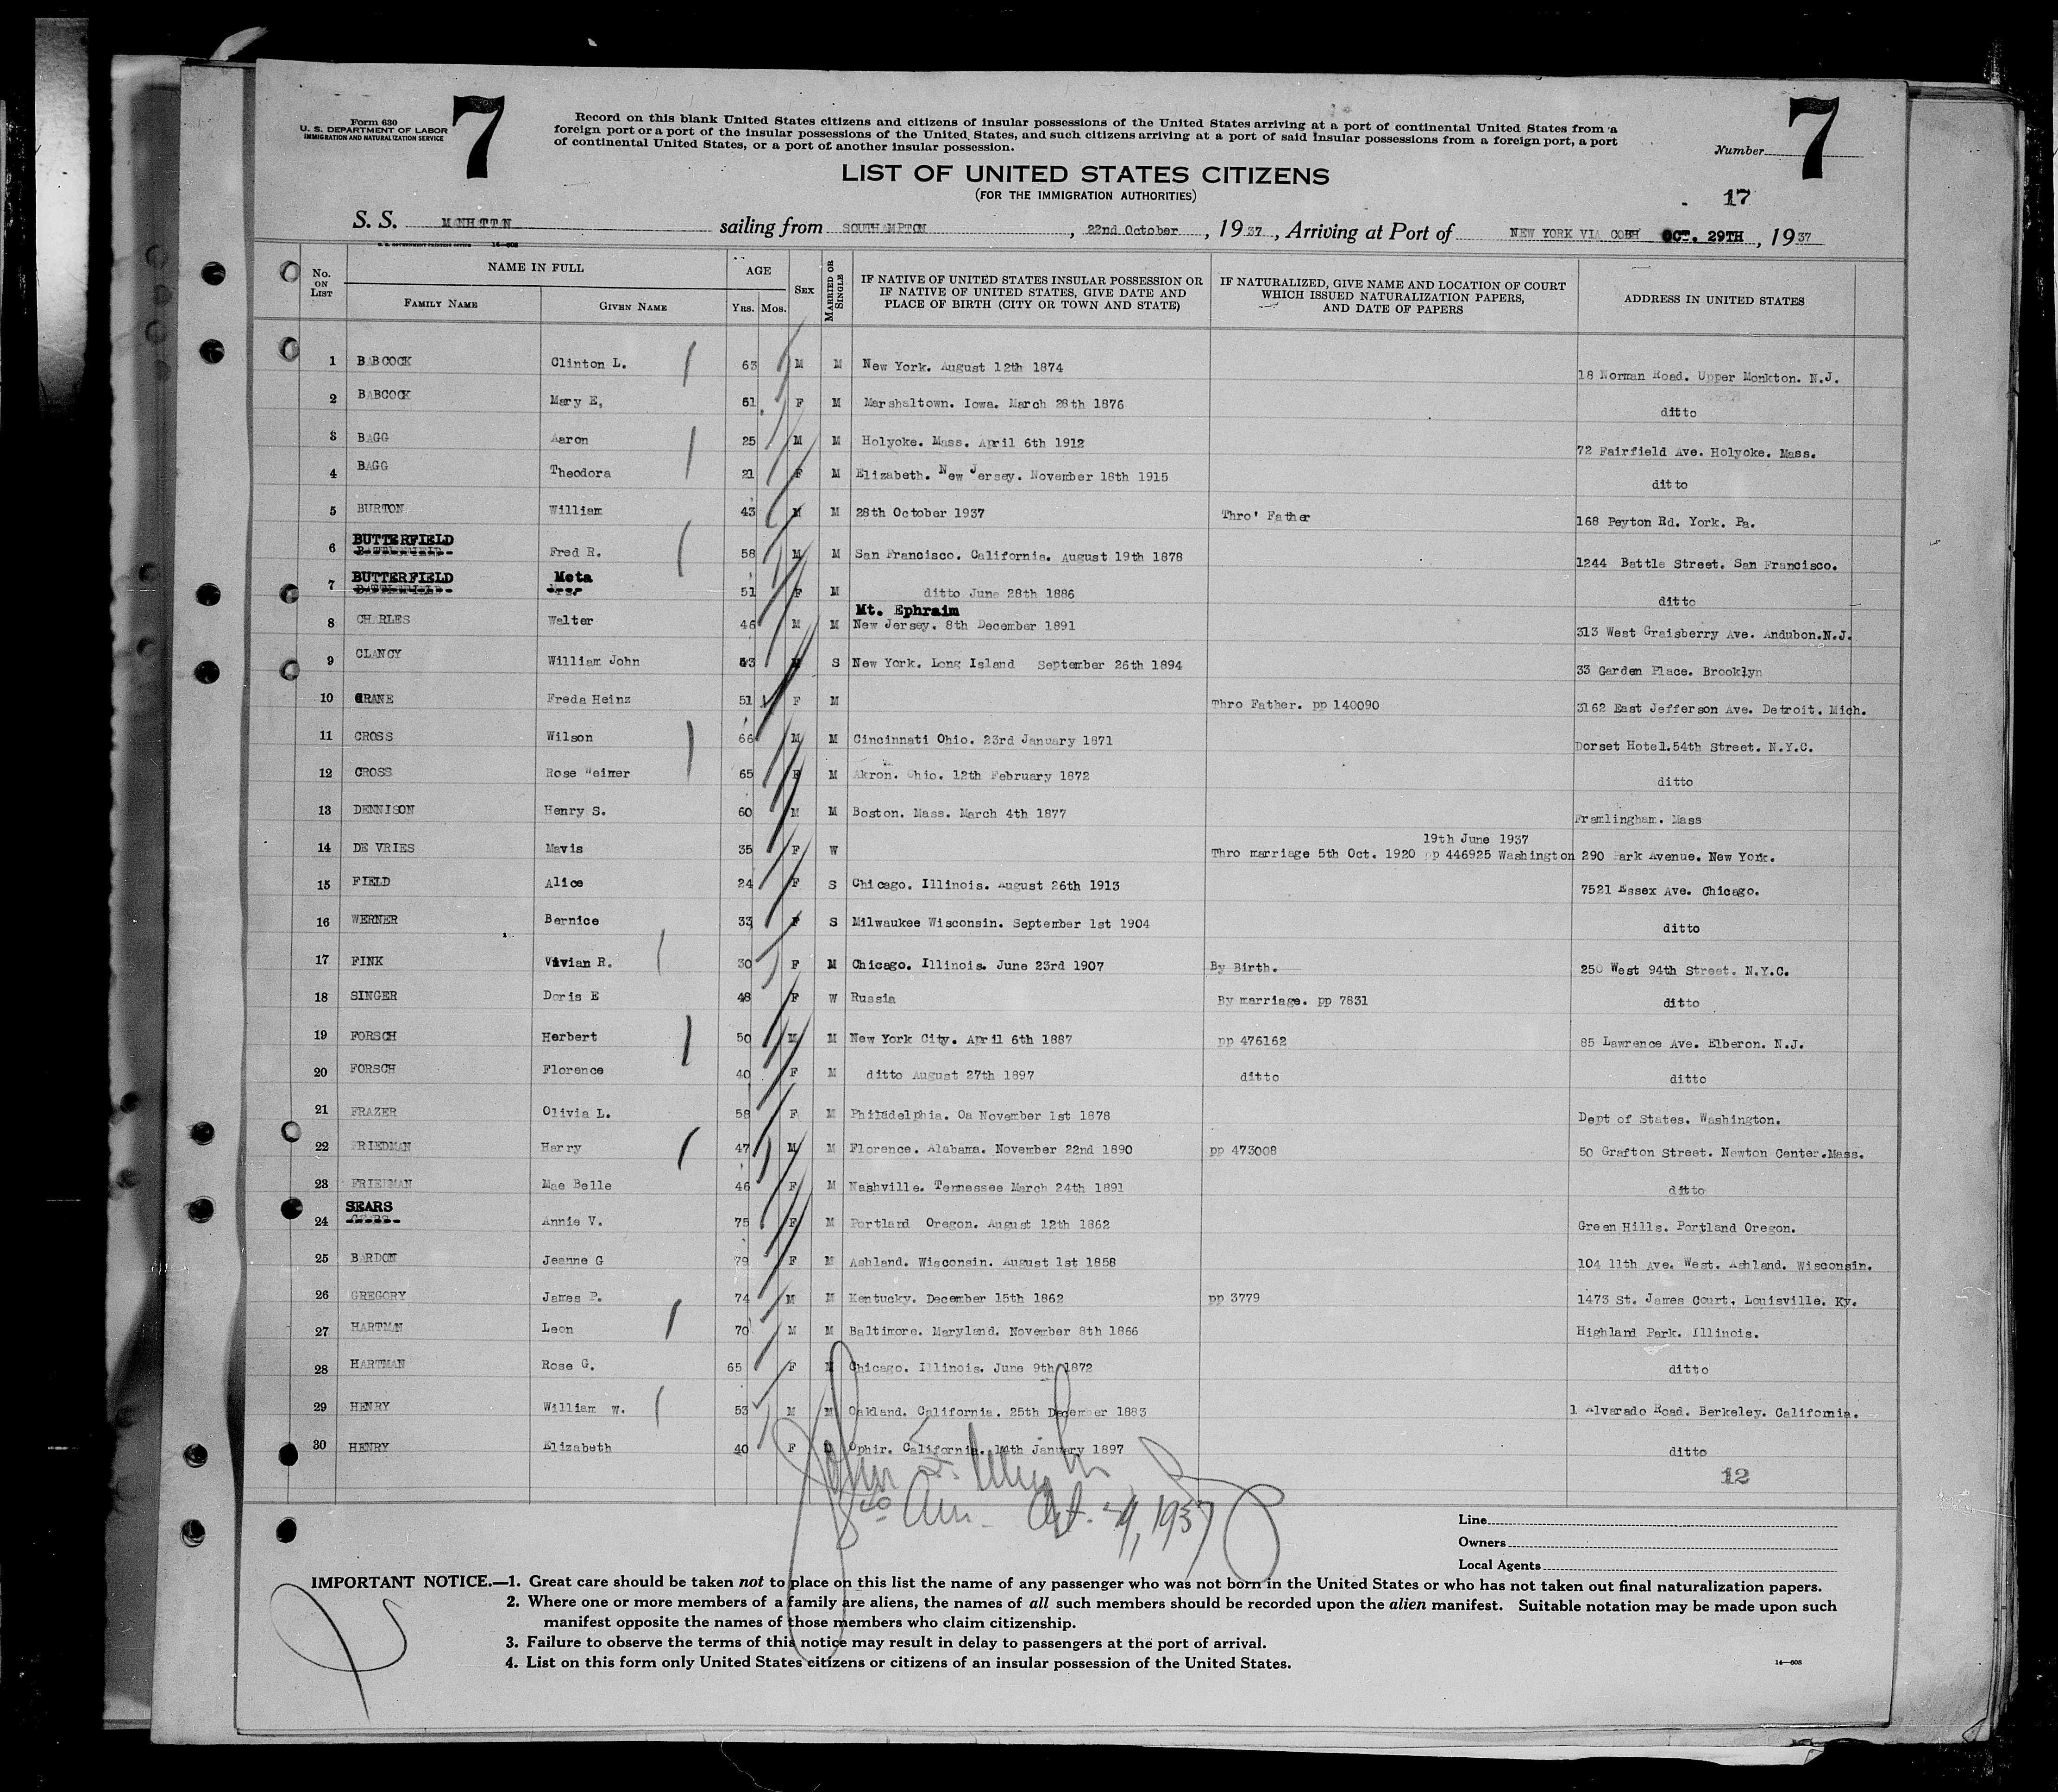 Form 630
U. S. DEPARTMENT OF LABOR
IMMIGRATION AND NATURALIZATION SERVICE
7
Record on this blank United States citizens and citizens of insular possessions of the United States arriving at a port of continental United States from a
foreign port or a port of the insular possessions of the United States, and such citizens arriving at a port of said insular possessions from a foreign port, a port
of continental United States, or a port of another insular possession.
Number 7
LIST OF UNITED STATES CITIZENS
(FOR THE IMMIGRATION AUTHORITIES)
17
S. S. MANHATTAN sailing from SOUTHAMPTON, 22nd October, 1937, Arriving at Port of NEW YORK VIA COBH OCT. 29TH, 1937
U. S. GOVERNMENT PRINTING OFFICE 14—608
No. ON LIST
NAME IN FULL
FAMILY NAME
GIVEN NAME
AGE
YRS.
MOS.
SEX
MARRIED OR SINGLE
IF NATIVE OF UNITED STATES INSULAR POSSESSION OR
IF NATIVE OF UNITED STATES, GIVE DATE AND
PLACE OF BIRTH (CITY OR TOWN AND STATE)
IF NATURALIZED, GIVE NAME AND LOCATION OF COURT
WHICH ISSUED NATURALIZATION PAPERS,
AND DATE OF PAPERS
ADDRESS IN UNITED STATES
1 BABCOCK Clinton L. 63 M M New York. August 12th 1874 18 Norman Road. Upper Monkton. N.J.
2 BABCOCK Mary E, 61 F M Marshaltown. Iowa. March 28th 1876 ditto
3 BAGG Aaron 25 M M Holyoke. Mass. April 6th 1912 72 Fairfield Ave. Holyoke. Mass.
4 BAGG Theodora 21 F M Elizabeth. New Jersey. November 18th 1915 ditto
5 BURTON William 43 M M 28th October 1937 Thro' Father 168 Peyton Rd. York. Pa.
6 BUTTERFIELD Fred R. 58 M M San Francisco. California. August 19th 1878 1244 Battle Street. San Francisco.
7 BUTTERFIELD Meta 51 F M ditto June 28th 1886 ditto
8 CHARLES Walter 46 M M Mt. Ephraim New Jersey. 8th December 1891 313 West Graisberry Ave. Andubon.N.J.
9 CLANCY William John 43 M S New York. Long Island September 26th 1894 33 Garden Place. Brooklyn
10 CRANE Freda Heinz 51 F M Thro Father. pp 140090 3162 East Jefferson Ave. Detroit. Mich.
11 CROSS Wilson 66 M M Cincinnati Ohio. 23rd January 1871 Dorset Hotel.54th Street. N.Y.C.
12 CROSS Rose Weimer 65 F M Akron. Ohio. 12th February 1872 ditto
13 DENNISON Henry S. 60 M M Boston. Mass. March 4th 1877 Framlingham. Mass
19th June 1937
14 DE VRIES Mavis 35 F W Thro marriage 5th Oct. 1920 pp 446925 Washington 290 Park Avenue. New York.
15 FIELD Alice 24 F S Chicago. Illinois. August 26th 1913 7521 Essex Ave. Chicago.
16 WERNER Bernice 33 F S Milwaukee Wisconsin. September 1st 1904 ditto
17 FINK Vivian R. 30 F M Chicago. Illinois. June 23rd 1907 By Birth. 250 West 94th Street. N.Y.C.
18 SINGER Doris E 48 F W Russia By marriage. pp 7831 ditto
19 FORSCH Herbert 50 M M New York City. April 6th 1887 pp 476162 85 Lawrence Ave. Elberon. N.J.
20 FORSCH Florence 40 F M ditto August 27th 1897 ditto ditto
21 FRAZER Olivia L. 58 F M Philadelphia. Oa November 1st 1878 Dept of States. Washington.
22 FRIEDMAN Harry 47 M M Florence. Alabama. November 22nd 1890 pp 473008 50 Grafton Street. Newton Center.Mass.
23 FRIEDMAN Mae Belle 46 F M Nashville. Tennessee March 24th 1891 ditto
24 SEARS Annie V. 75 F M Portland Oregon. August 12th 1862 Green Hills. Portland Oregon.
25 BARDON Jeanne G 79 F M Ashland. Wisconsin. August 1st 1858 104 11th Ave. West. Ashland. Wisconsin.
26 GREGORY James P. 74 M M Kentucky. December 15th 1862 pp 3779 1473 St. James Court, Louisville. Ky.
27 HARTMAN Leon 70 M M Baltimore. Maryland. November 8th 1866 Highland Park. Illinois.
28 HARTMAN Rose G. 65 F M Chicago. Illinois. June 9th 1872 ditto
29 HENRY William W. 53 M M Oakland. California. 25th December 1883 1 Alvarado Road. Berkeley. California.
30 HENRY Elizabeth 40 F M Ophir. California. 14th January 1897 ditto
12
John
Oct. 29, 1937
Line
Owners
Local Agents
IMPORTANT NOTICE.—1. Great care should be taken not to place on this list the name of any passenger who was not born in the United States or who has not taken out final naturalization papers.
2. Where one or more members of a family are aliens, the names of all such members should be recorded upon the alien manifest. Suitable notation may be made upon such
manifest opposite the names of those members who claim citizenship.
3. Failure to observe the terms of this notice may result in delay to passengers at the port of arrival.
4. List on this form only United States citizens or citizens of an insular possession of the United States.
14—608